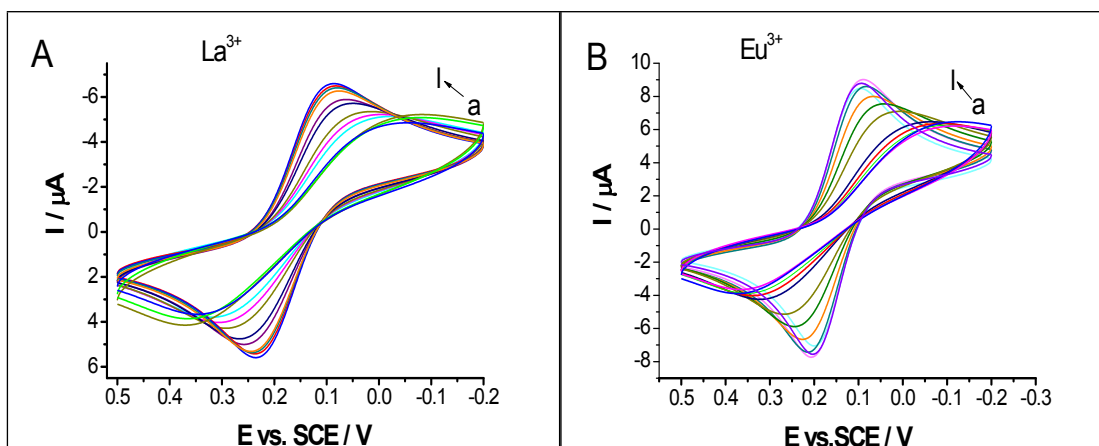 A
La3+
l
a
-6
-4
-2
0
2
4
6
I / µA
0.5 0.4 0.3 0.2 0.1 0.0 -0.1 -0.2
E vs. SCE / V
B
Eu3+
l
a
10
8
6
4
2
0
-2
-4
-6
-8
I / µA
0.5 0.4 0.3 0.2 0.1 0.0 -0.1 -0.2 -0.3
E vs.SCE / V